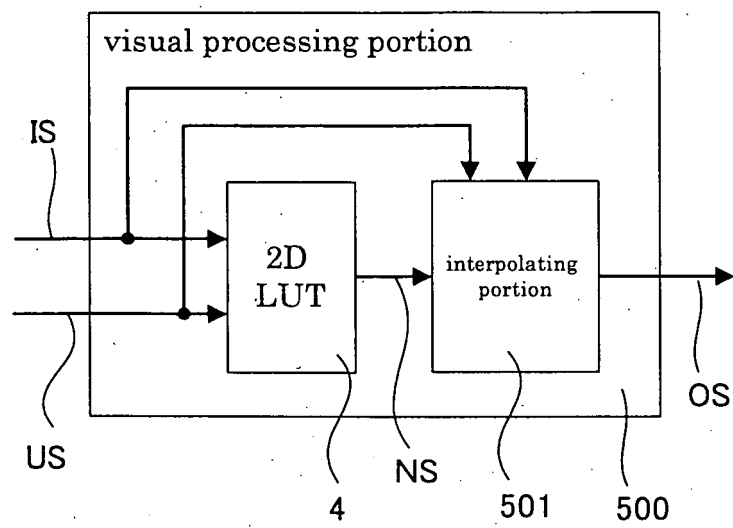 visual processing portion
IS
2D
LUT
interpolating
portion
US
NS
OS
4
501
500